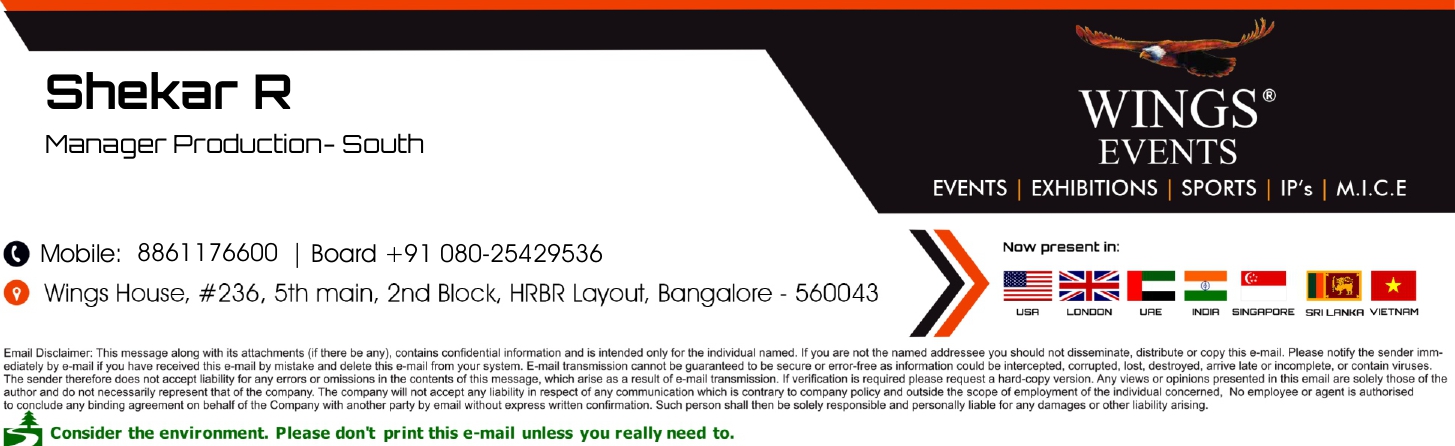 Shekar R
Manager Production- South
WINGS®
EVENTS
EVENTS | EXHIBITIONS | SPORTS | IP's | M.I.C.E
Mobile: 8861176600 | Board +91 080-25429536
Wings House, #236, 5th main, 2nd Block, HRBR Layout, Bangalore - 560043
Now present in:
USA LONDON UAE INDIA SINGAPORE SRI LANKA VIETNAM
Email Disclaimer: This message along with its attachments (if there be any), contains confidential information and is intended only for the individual named. If you are not the named addressee you should not disseminate, distribute or copy this e-mail. Please notify the sender imm-
ediately by e-mail if you have received this e-mail by mistake and delete this e-mail from your system. E-mail transmission cannot be guaranteed to be secure or error-free as information could be intercepted, corrupted, lost, destroyed, arrive late or incomplete, or contain viruses.
The sender therefore does not accept liability for any errors or omissions in the contents of this message, which arise as a result of e-mail transmission. If verification is required please request a hard-copy version. Any views or opinions presented in this email are solely those of the
author and do not necessarily represent that of the company. The company will not accept any liability in respect of any communication which is contrary to company policy and outside the scope of employment of the individual concerned, No employee or agent is authorised
to conclude any binding agreement on behalf of the Company with another party by email without express written confirmation. Such person shall then be solely responsible and personally liable for any damages or other liability arising.
Consider the environment. Please don't print this e-mail unless you really need to.